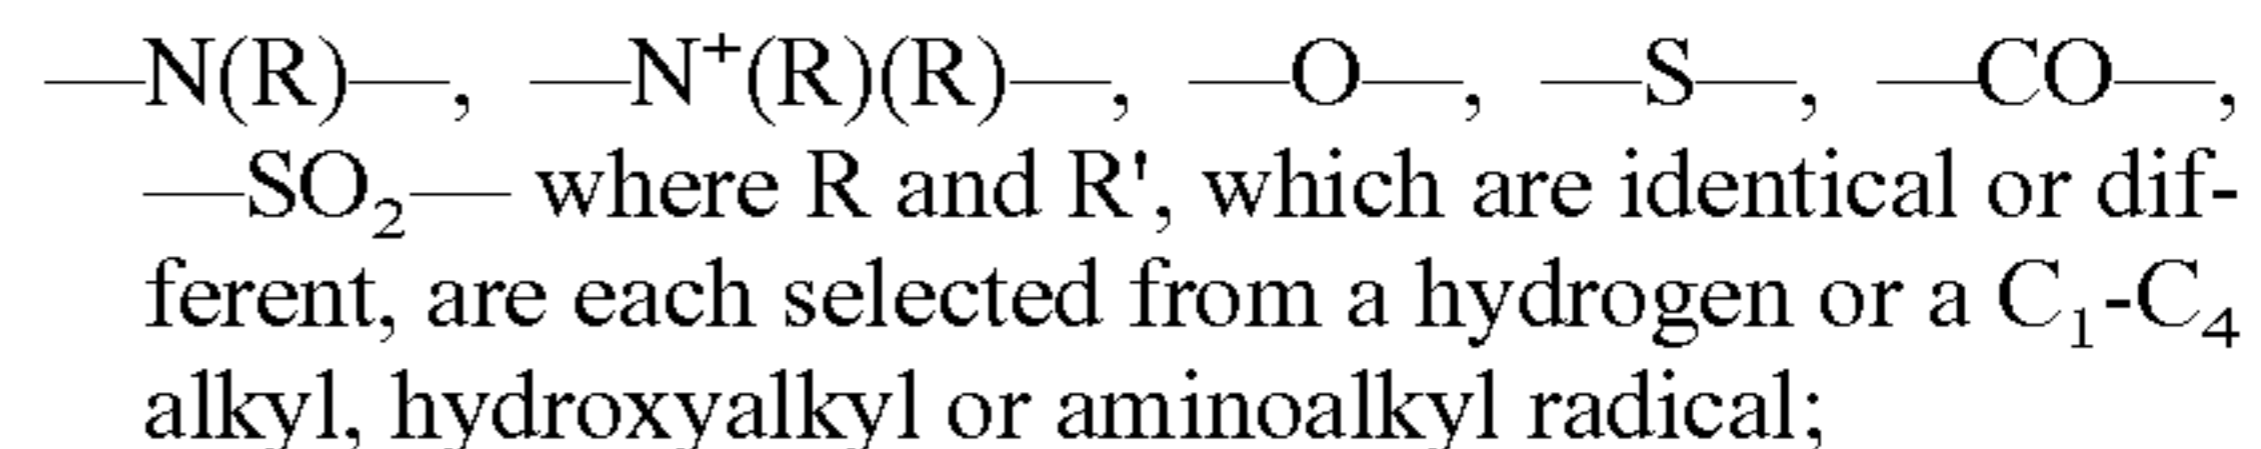 —N(R)—, —N⁺(R)(R)—, —O—, —S—, —CO—,
—SO₂— where R and R', which are identical or dif-
ferent, are each selected from a hydrogen or a C₁-C₄
alkyl, hydroxyalkyl or aminoalkyl radical;